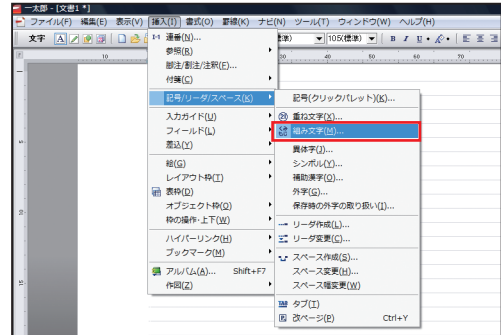 一太郎 - [文書1 *]
ファイル(F) 編集(E) 表示(V) 挿入(I) 書式(O) 罫線(K) ナビ(N) ツール(T) ウィンドウ(W) ヘルプ(H)
文字
(標準) 10.5(標準) B I U
10 30 40 50 60 70
連番(N)...
参照(R)
脚注/割注/注釈(F)...
付箋(C)
記号/リーダ/スペース(K)
入力ガイド(U)
フィールド(L)
差込(Y)
絵(G)
レイアウト枠(T)
表枠(D)
オブジェクト枠(O)
枠の操作・上下(W)
ハイパーリンク(H)
ブックマーク(M)
アルバム(A)... Shift+F7
作図(Z)
記号(クリックパレット)(K)...
重ね文字(X)...
組み文字(M)...
異体字(J)...
シンボル(Y)...
補助漢字(O)...
外字(G)...
保存時の外字の取り扱い(I)...
リーダ作成(L)...
リーダ変更(C)...
スペース作成(S)...
スペース変更(H)...
スペース幅変更(W)
タブ(T)
改ページ(P) Ctrl+Y